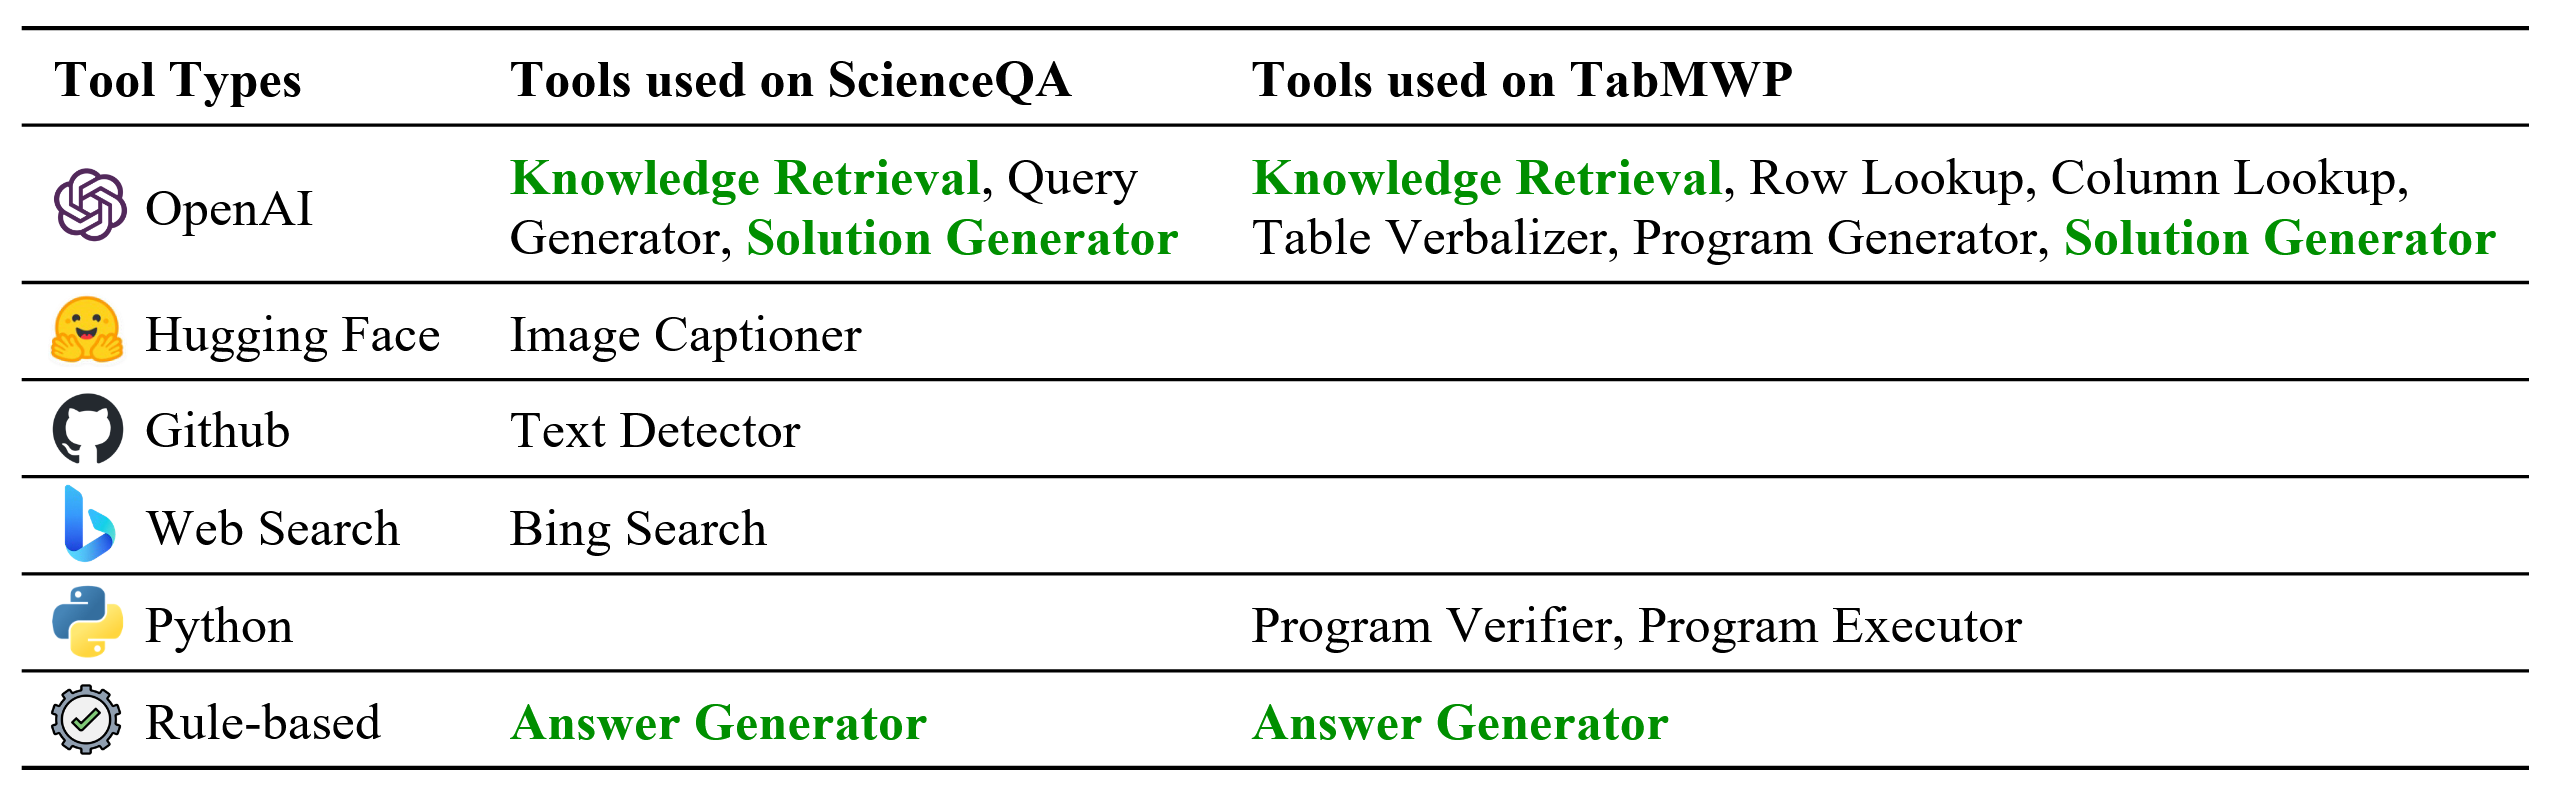 Tool Types Tools used on ScienceQA Tools used on TabMWP
OpenAI
Knowledge Retrieval, Query
Generator, Solution Generator
Knowledge Retrieval, Row Lookup, Column Lookup,
Table Verbalizer, Program Generator, Solution Generator
Hugging Face Image Captioner
Github Text Detector
Web Search Bing Search
Python Program Verifier, Program Executor
Rule-based Answer Generator Answer Generator